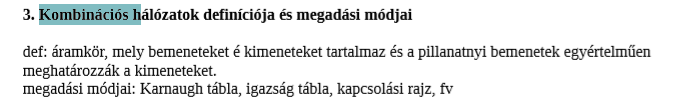 3. Kombinációs hálózatok definíciója és megadási módjai
def: áramkör, mely bemeneteket é kimeneteket tartalmaz és a pillanatnyi bemenetek egyértelműen
meghatározzák a kimeneteket.
megadási módjai: Karnaugh tábla, igazság tábla, kapcsolási rajz, fv